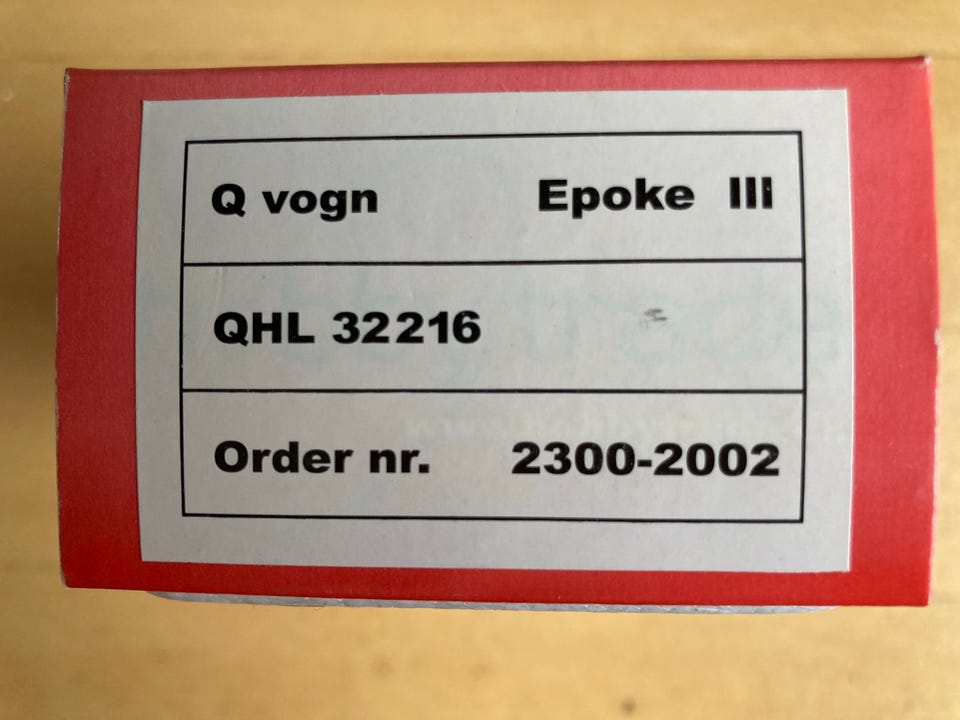 Q vogn Epoke III
QHL 32216
Order nr. 2300-2002